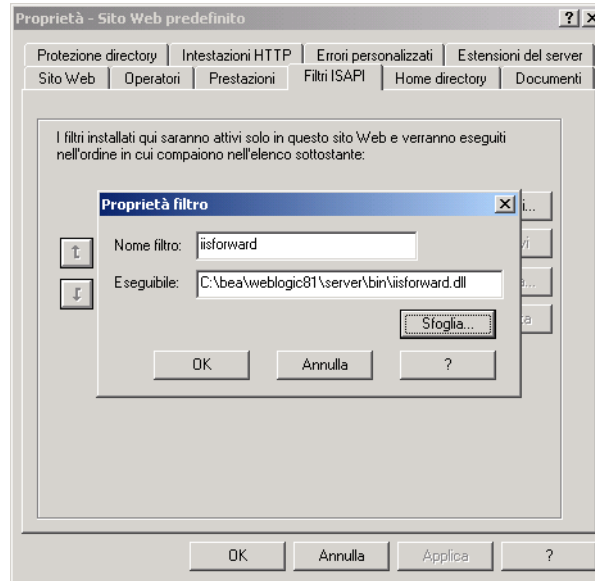 Proprietà - Sito Web predefinito
Protezione directory Intestazioni HTTP Errori personalizzati Estensioni del server
Sito Web Operatori Prestazioni Filtri ISAPI Home directory Documenti
I filtri installati qui saranno attivi solo in questo sito Web e verranno eseguiti
nell'ordine in cui compaiono nell'elenco sottostante:
Proprietà filtro
Nome filtro: iisforward
Eseguibile: C:\bea\weblogic81\server\bin\iisforward.dll
Sfoglia...
OK Annulla ?
OK Annulla Applica ?